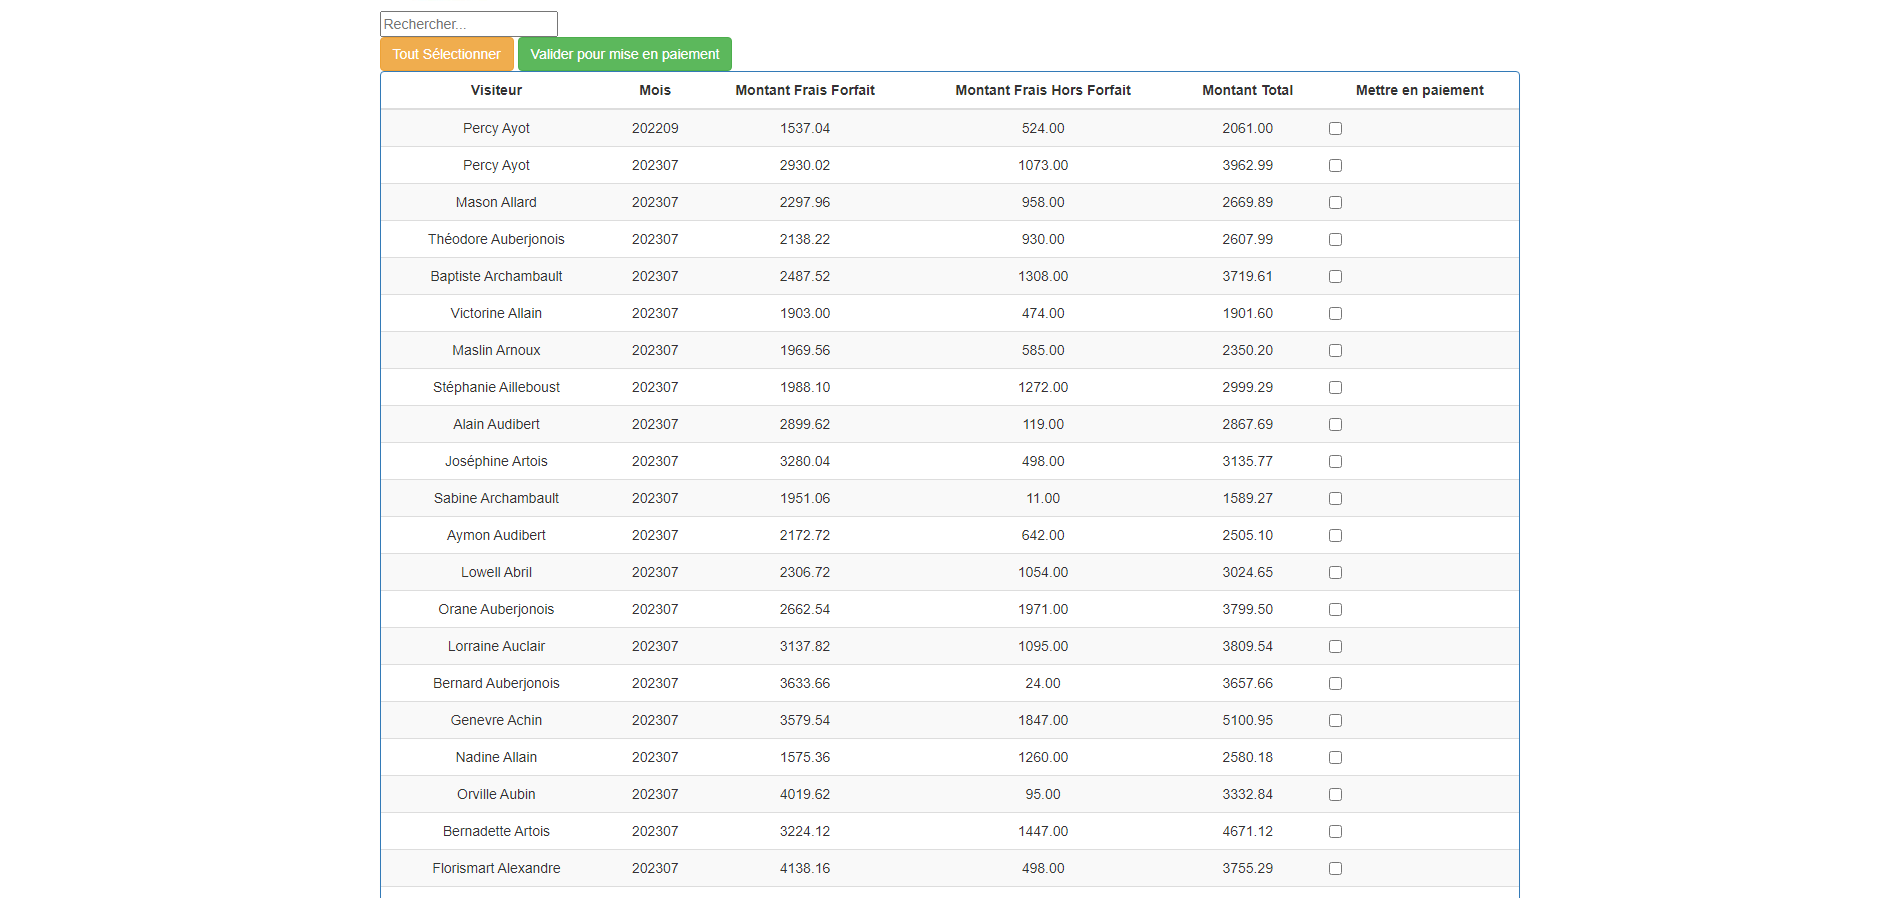 Rechercher...
Tout Sélectionner Valider pour mise en paiement
Visiteur Mois Montant Frais Forfait Montant Frais Hors Forfait Montant Total Mettre en paiement
Percy Ayot 202209 1537.04 524.00 2061.00
Percy Ayot 202307 2930.02 1073.00 3962.99
Mason Allard 202307 2297.96 958.00 2669.89
Théodore Auberjonois 202307 2138.22 930.00 2607.99
Baptiste Archambault 202307 2487.52 1308.00 3719.61
Victorine Allain 202307 1903.00 474.00 1901.60
Maslin Arnoux 202307 1969.56 585.00 2350.20
Stéphanie Ailleboust 202307 1988.10 1272.00 2999.29
Alain Audibert 202307 2899.62 119.00 2867.69
Joséphine Artois 202307 3280.04 498.00 3135.77
Sabine Archambault 202307 1951.06 11.00 1589.27
Aymon Audibert 202307 2172.72 642.00 2505.10
Lowell Abril 202307 2306.72 1054.00 3024.65
Orane Auberjonois 202307 2662.54 1971.00 3799.50
Lorraine Auclair 202307 3137.82 1095.00 3809.54
Bernard Auberjonois 202307 3633.66 24.00 3657.66
Genevre Achin 202307 3579.54 1847.00 5100.95
Nadine Allain 202307 1575.36 1260.00 2580.18
Orville Aubin 202307 4019.62 95.00 3332.84
Bernadette Artois 202307 3224.12 1447.00 4671.12
Florismart Alexandre 202307 4138.16 498.00 3755.29